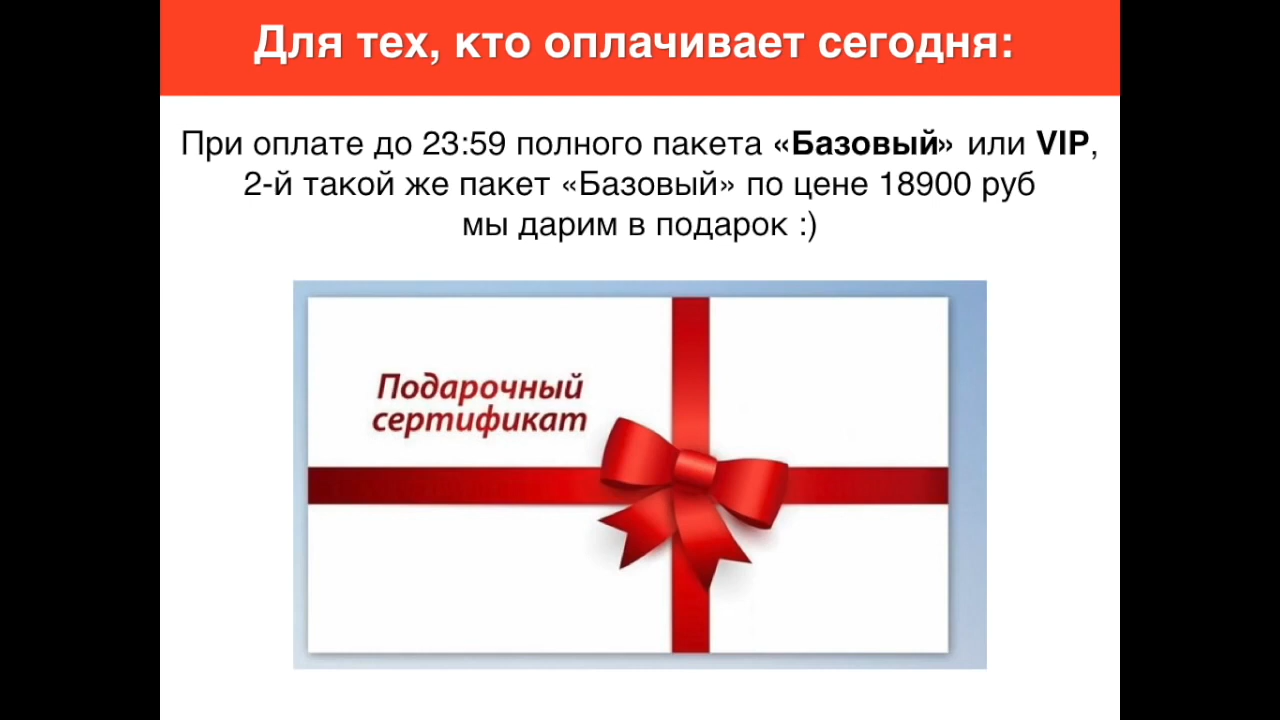 Для тех, кто оплачивает сегодня:
При оплате до 23:59 полного пакета «Базовый» или VIP,
2-й такой же пакет «Базовый» по цене 18900 руб
мы дарим в подарок :)
Подарочный
сертификат